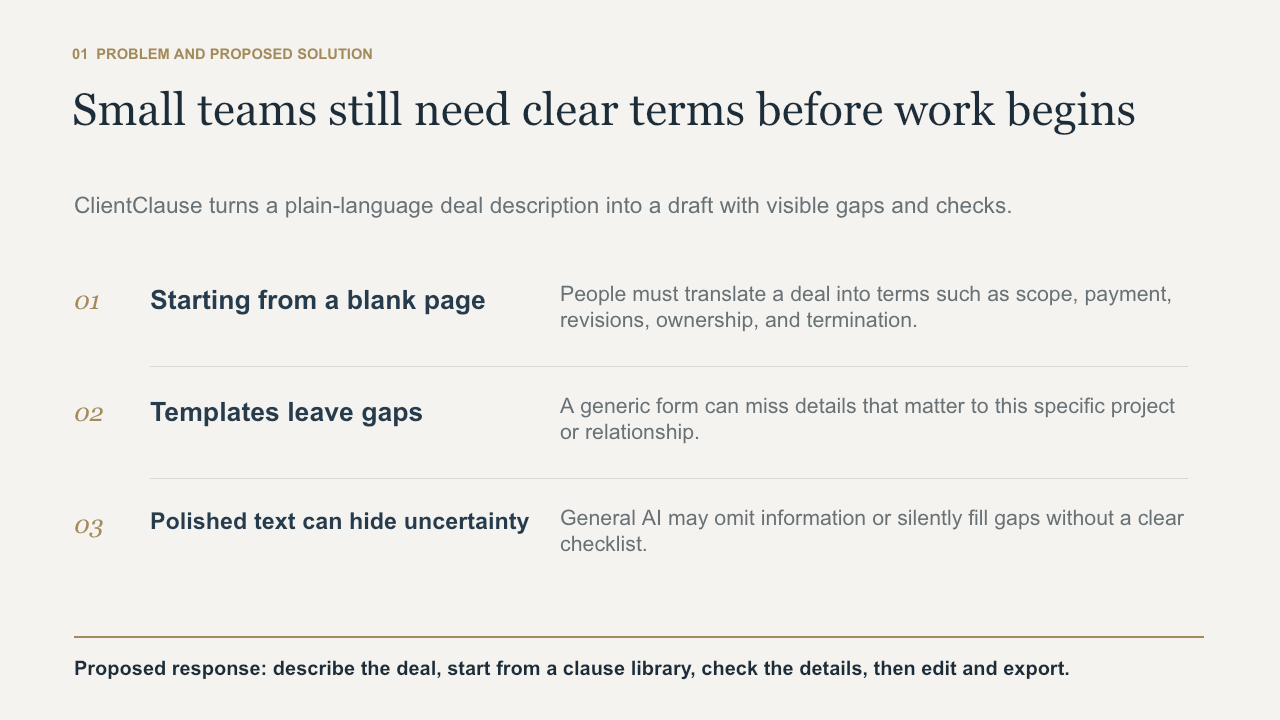 01 PROBLEM AND PROPOSED SOLUTION
Small teams still need clear terms before work begins
ClientClause turns a plain-language deal description into a draft with visible gaps and checks.
01
Starting from a blank page
People must translate a deal into terms such as scope, payment,
revisions, ownership, and termination.
02
Templates leave gaps
A generic form can miss details that matter to this specific project
or relationship.
03
Polished text can hide uncertainty
General AI may omit information or silently fill gaps without a clear
checklist.
Proposed response: describe the deal, start from a clause library, check the details, then edit and export.